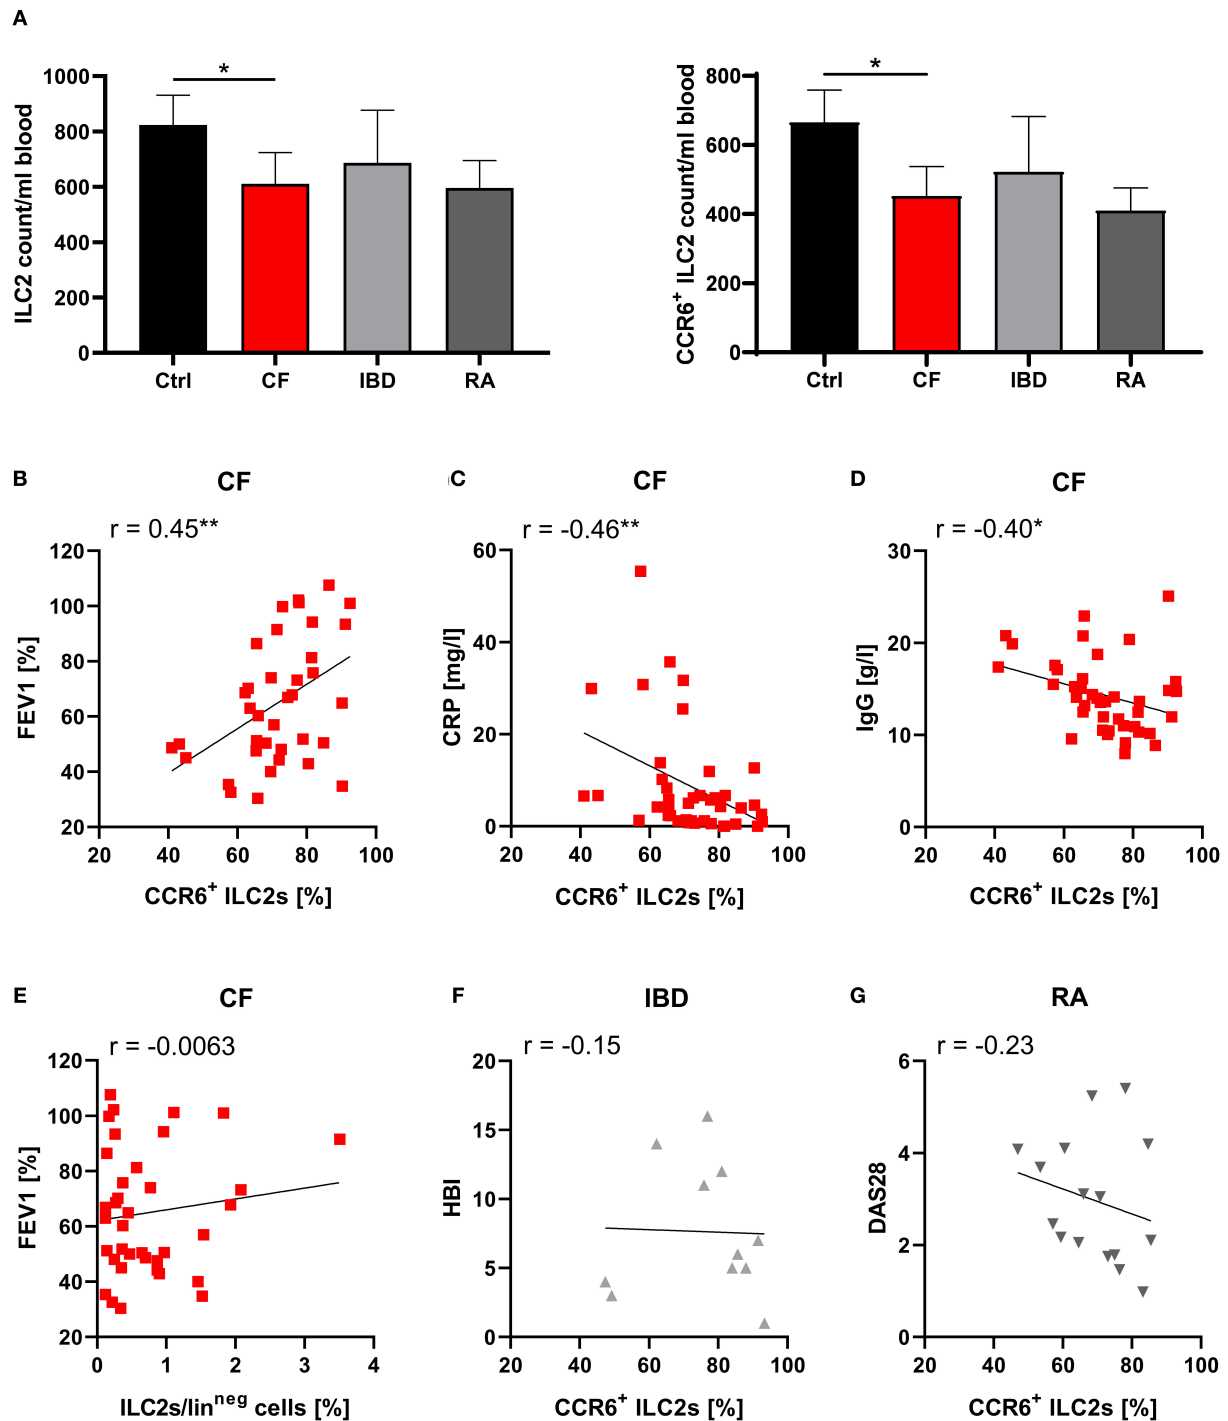 A
ILC2 count/ml blood
1000
800
600
400
200
0
*
Ctrl
CF
IBD
RA
CCR6+ ILC2 count/ml blood
800
600
400
200
0
*
Ctrl
CF
IBD
RA
B
CF
r = 0.45**
FEV1 [%]
120
100
80
60
40
20
20
40
60
80
100
CCR6+ ILC2s [%]
C
CF
r = -0.46**
CRP [mg/l]
60
40
20
0
20
40
60
80
100
CCR6+ ILC2s [%]
D
CF
r = -0.40*
IgG [g/l]
30
20
10
0
20
40
60
80
100
CCR6+ ILC2s [%]
E
CF
r = -0.0063
FEV1 [%]
120
100
80
60
40
20
0
1
2
3
4
ILC2s/linneg cells [%]
F
IBD
r = -0.15
HBI
20
15
10
5
0
20
40
60
80
100
CCR6+ ILC2s [%]
G
RA
r = -0.23
DAS28
6
4
2
0
20
40
60
80
100
CCR6+ ILC2s [%]